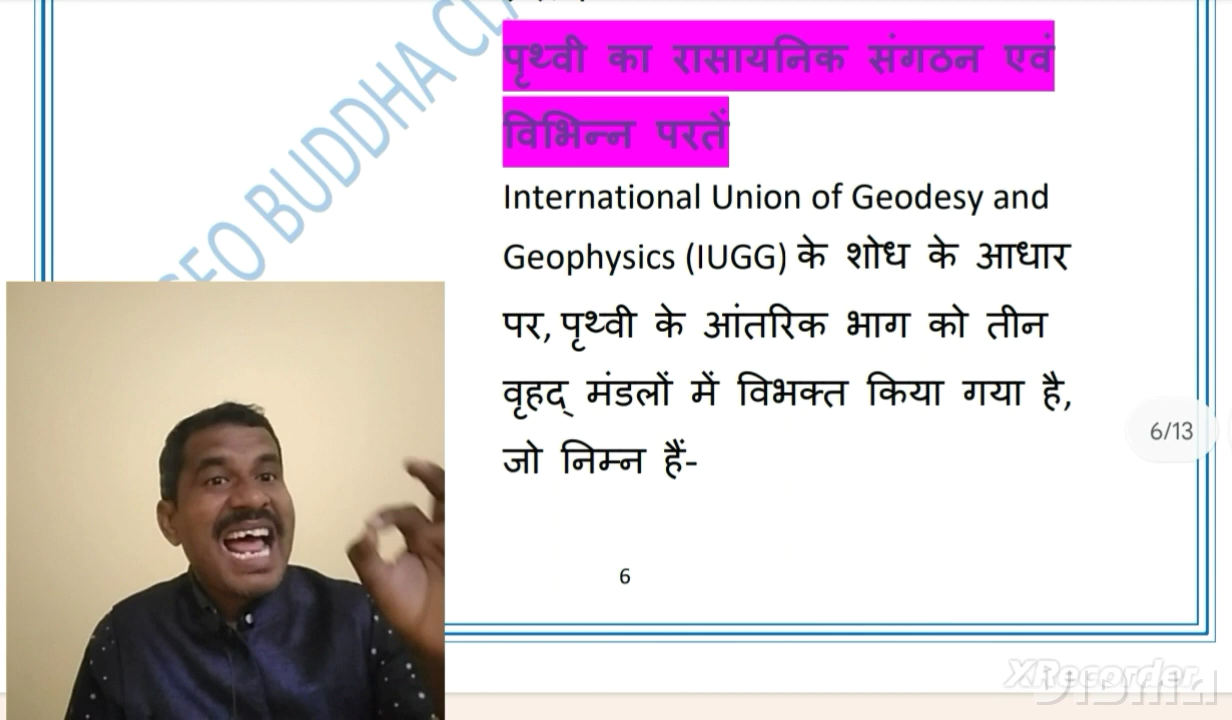 पृथ्वी का रासायनिक संगठन एवं
विभिन्न परतें
International Union of Geodesy and
Geophysics (IUGG) के शोध के आधार
पर, पृथ्वी के आंतरिक भाग को तीन
वृहद् मंडलों में विभक्त किया गया है,
जो निम्न हैं-
6
6/13
GEO BUDDHA
XRecorder